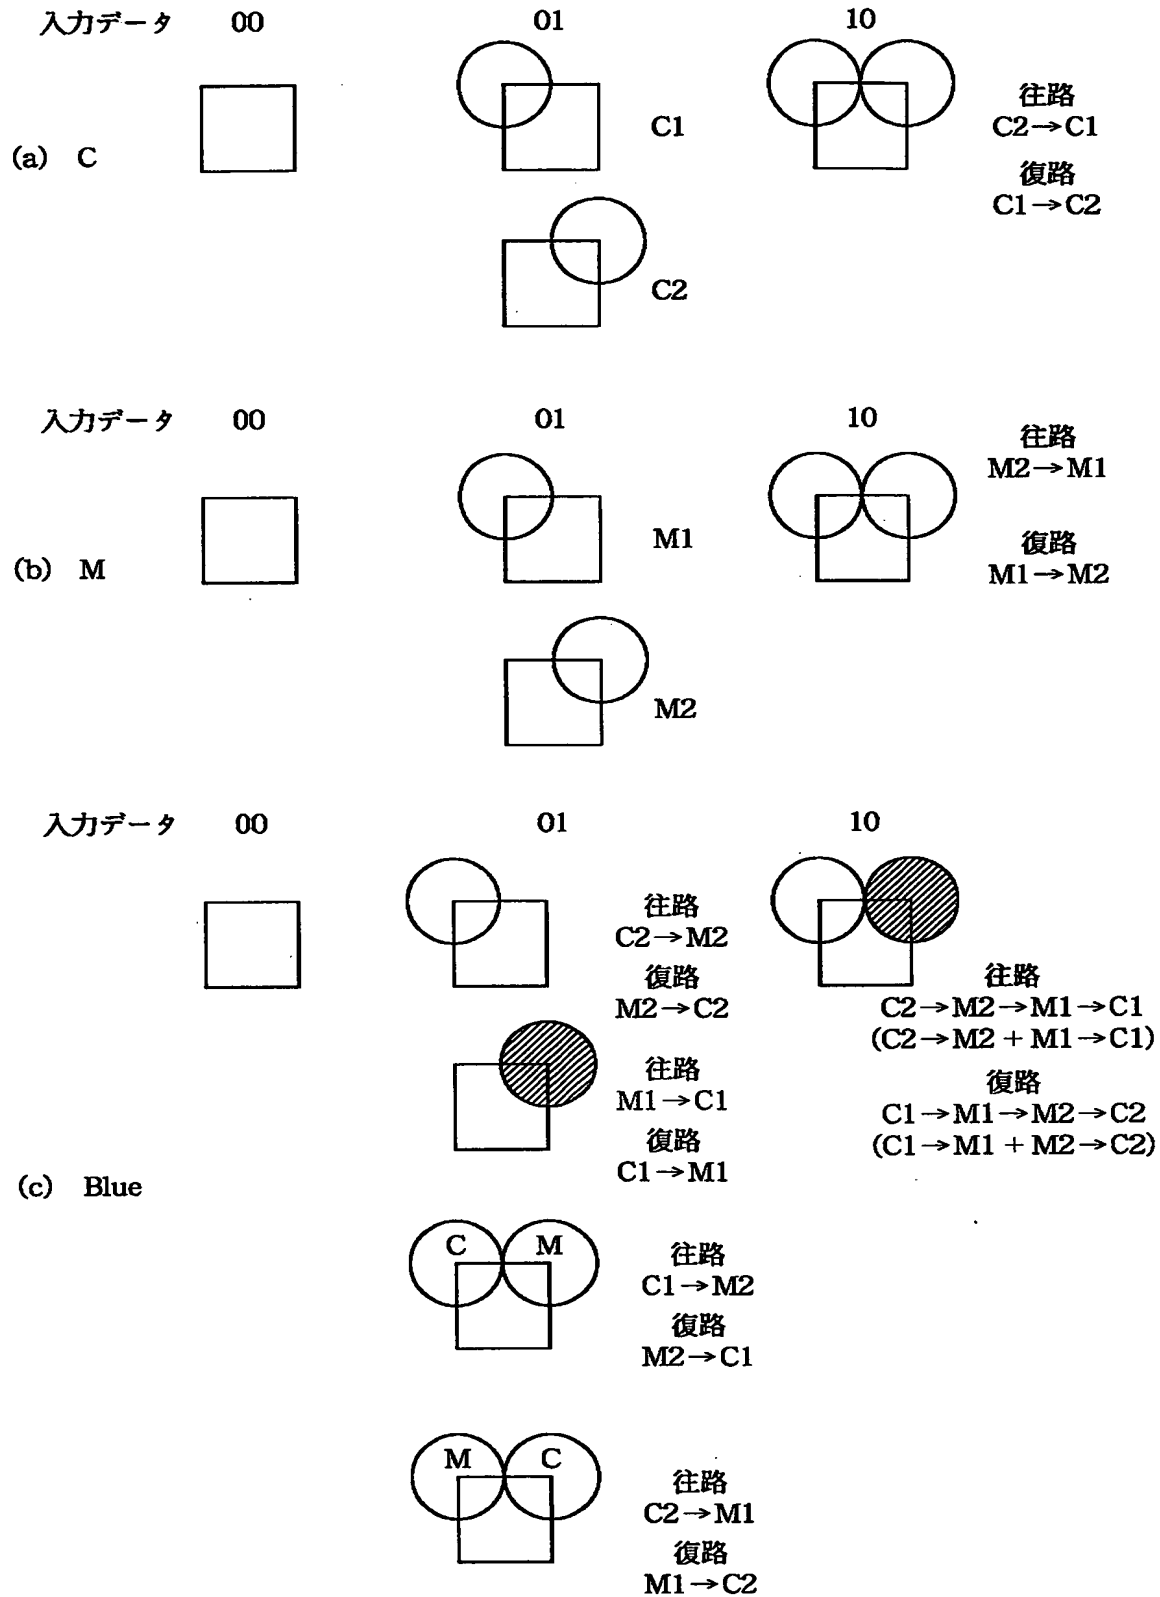 入力データ 00 01 10
(a) C
C1
C2
往路
C2→C1
復路
C1→C2
入力データ 00 01 10
(b) M
M1
M2
往路
M2→M1
復路
M1→M2
入力データ 00 01 10
(c) Blue
往路
C2→M2
復路
M2→C2
往路
M1→C1
復路
C1→M1
C M
往路
C1→M2
復路
M2→C1
M C
往路
C2→M1
復路
M1→C2
往路
C2→M2→M1→C1
(C2→M2+M1→C1)
復路
C1→M1→M2→C2
(C1→M1+M2→C2)